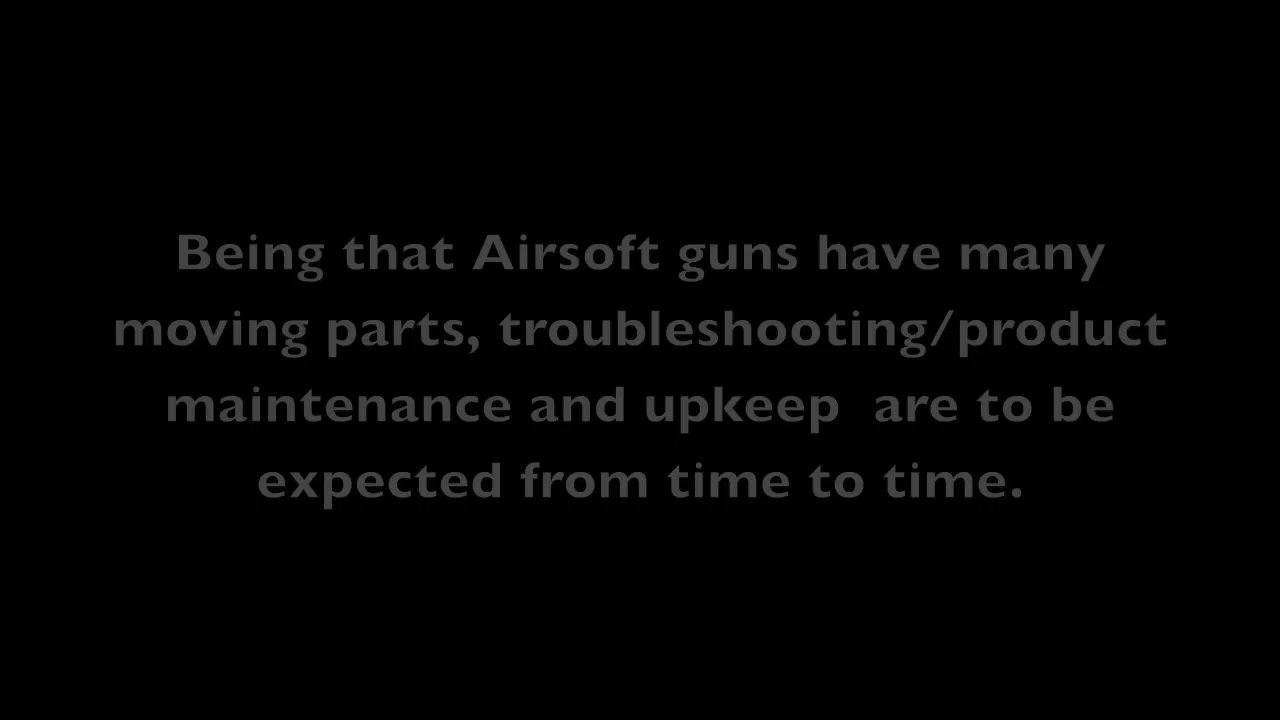 Being that Airsoft guns have many
moving parts, troubleshooting/product
maintenance and upkeep  are to be
expected from time to time.